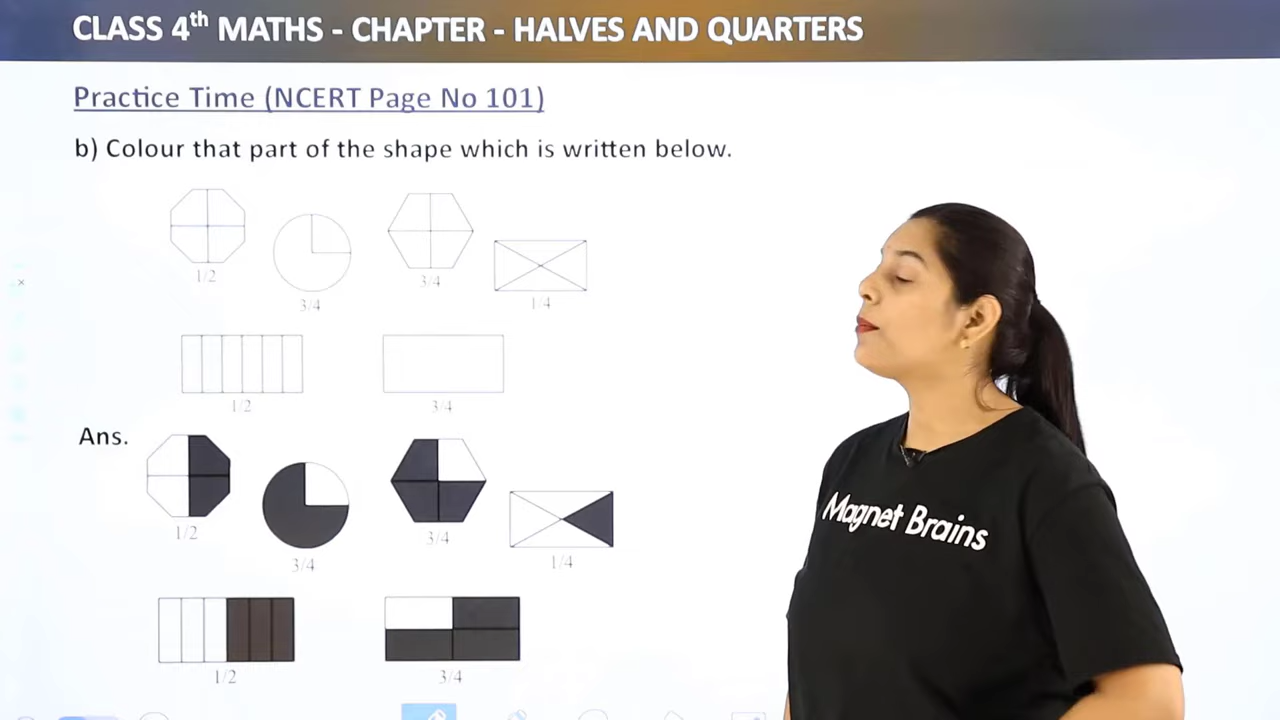 CLASS 4th MATHS - CHAPTER - HALVES AND QUARTERS
Practice Time (NCERT Page No 101)
b) Colour that part of the shape which is written below.
1/2
3/4
3/4
1/4
1/2
3/4
Ans.
1/2
3/4
3/4
1/4
1/2
3/4
Magnet Brains